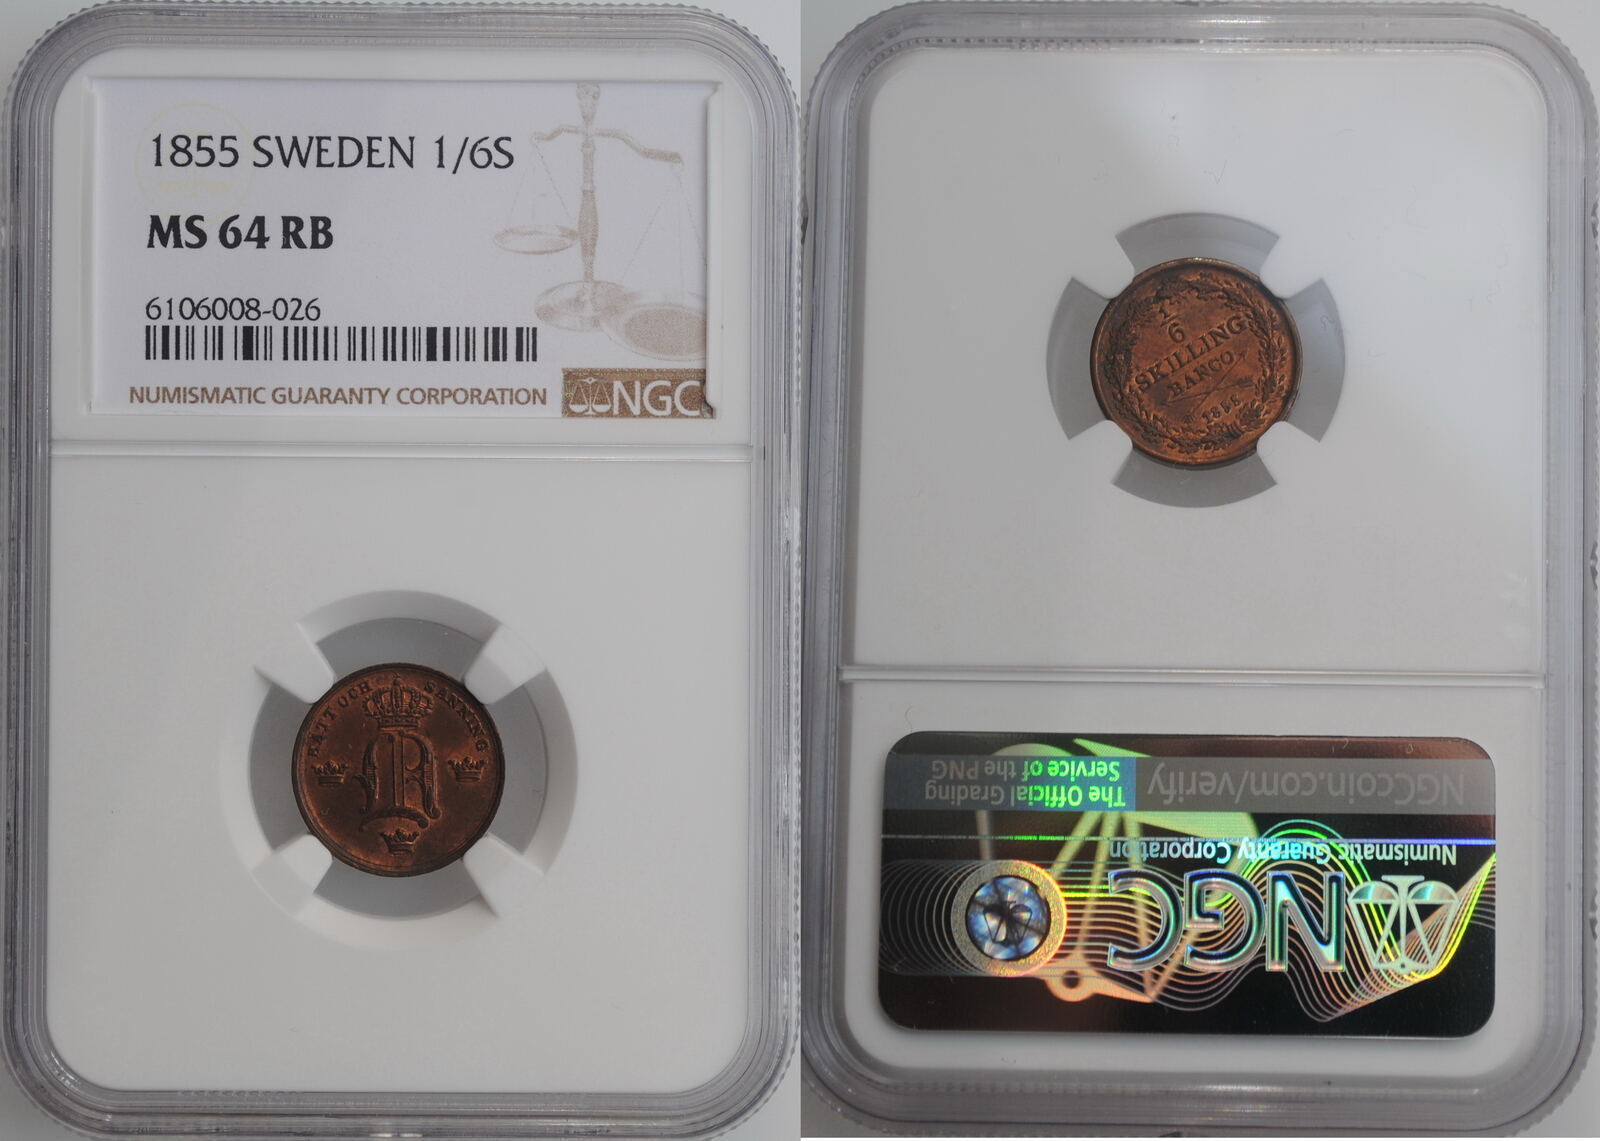 1855 SWEDEN 1/6S
MS 64 RB
6106008-026
NUMISMATIC GUARANTY CORPORATION
NGC
RÄTT OCH SANNING
1
6
SKILLING
BANCO
1855
NGCcoin.com/verify
The Official Grading
Service of the PNG
Numismatic Guaranty Corporation
NGC